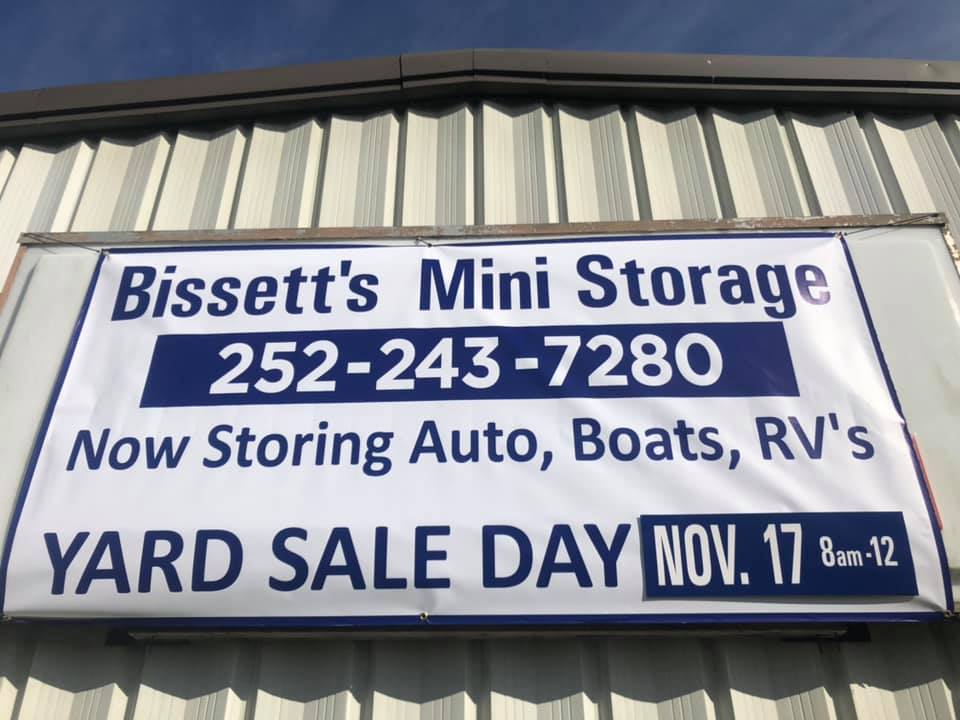 Bissett's Mini Storage
252-243-7280
Now Storing Auto, Boats, RV's
YARD SALE DAY NOV. 17 8am-12